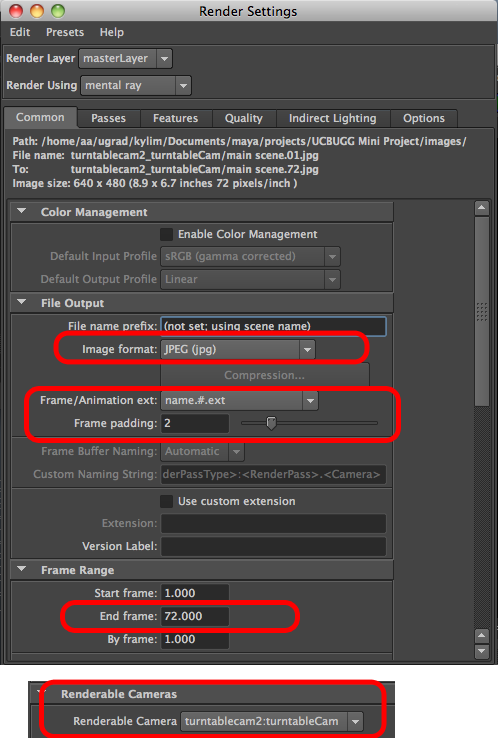 Render Settings
Edit Presets Help
Render Layer masterLayer
Render Using mental ray
Common Passes Features Quality Indirect Lighting Options
Path: /home/aa/ugrad/kylim/Documents/maya/projects/UCBUGG Mini Project/images/
File name: turntablecam2_turntableCam/main scene.01.jpg
To: turntablecam2_turntableCam/main scene.72.jpg
Image size: 640 x 480 (8.9 x 6.7 inches 72 pixels/inch )
Color Management
Enable Color Management
Default Input Profile sRGB (gamma corrected)
Default Output Profile Linear
File Output
File name prefix: (not set; using scene name)
Image format: JPEG (jpg)
Compression...
Frame/Animation ext: name.#.ext
Frame padding: 2
Frame Buffer Naming: Automatic
Custom Naming String: derPassType>:<RenderPass>.<Camera>
Use custom extension
Extension:
Version Label:
Frame Range
Start frame: 1.000
End frame: 72.000
By frame: 1.000
Renderable Cameras
Renderable Camera turntablecam2:turntableCam